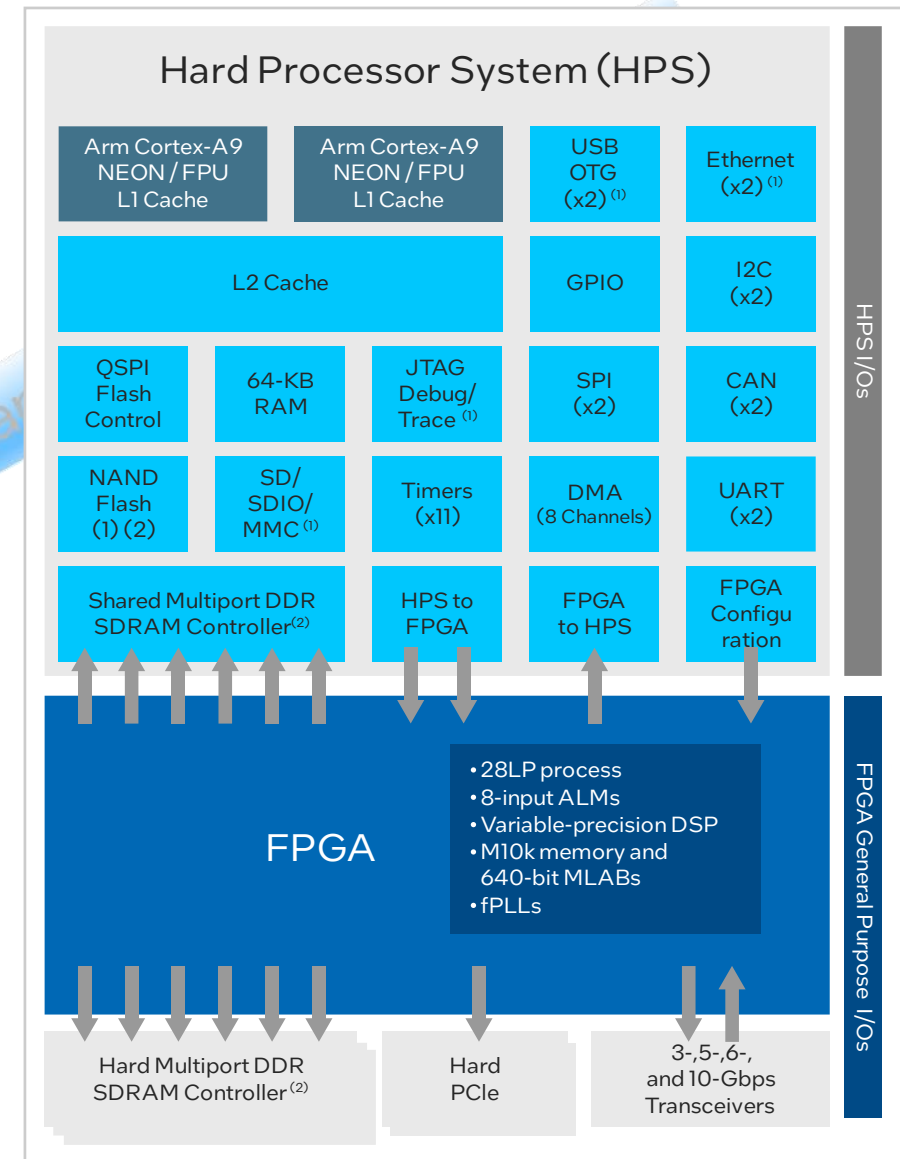 Hard Processor System (HPS)
Arm Cortex-A9
NEON / FPU
L1 Cache
Arm Cortex-A9
NEON / FPU
L1 Cache
USB
OTG
(x2) (1)
Ethernet
(x2) (1)
L2 Cache
GPIO
I2C
(x2)
QSPI
Flash
Control
64-KB
RAM
JTAG
Debug/
Trace (1)
SPI
(x2)
CAN
(x2)
NAND
Flash
(1) (2)
SD/
SDIO/
MMC (1)
Timers
(x11)
DMA
(8 Channels)
UART
(x2)
Shared Multiport DDR
SDRAM Controller(2)
HPS to
FPGA
FPGA
to HPS
FPGA
Configu
ration
HPS I/Os
FPGA
• 28LP process
• 8-input ALMs
• Variable-precision DSP
• M10k memory and
640-bit MLABs
• fPLLs
FPGA General Purpose I/Os
Hard Multiport DDR
SDRAM Controller (2)
Hard
PCIe
3-,5-,6-,
and 10-Gbps
Transceivers